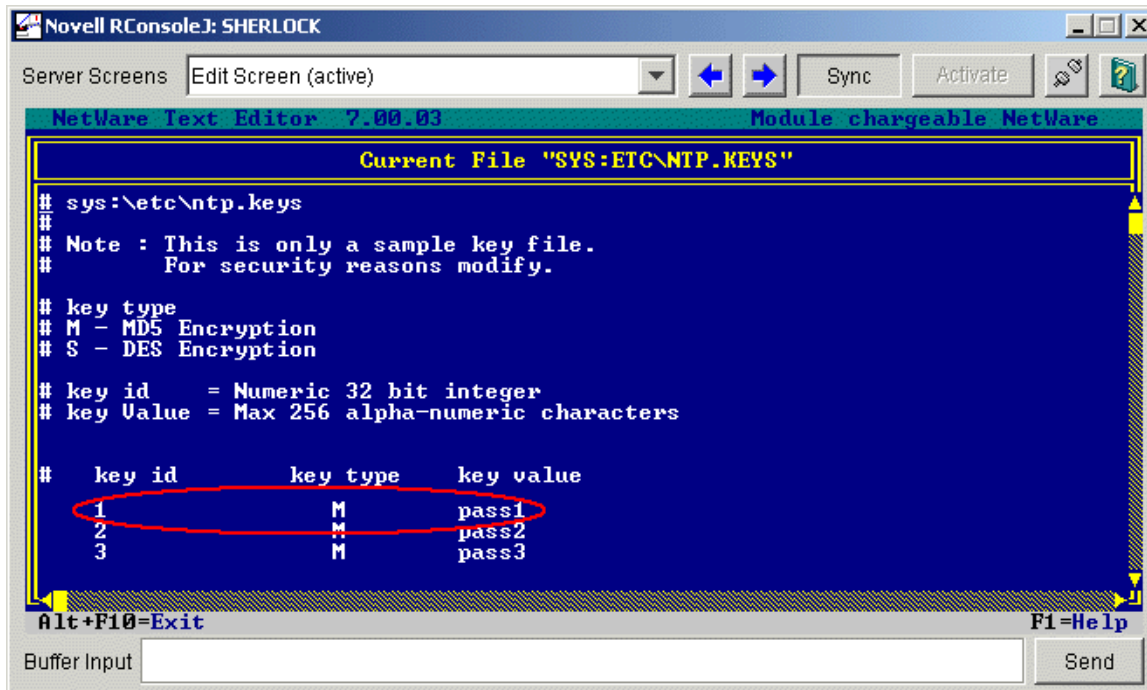 Novell RConsoleJ: SHERLOCK
Server Screens Edit Screen (active) Sync Activate
NetWare Text Editor 7.00.03 Module chargeable NetWare
Current File "SYS:ETC\NTP.KEYS"
# sys:\etc\ntp.keys
#
# Note : This is only a sample key file.
# For security reasons modify.
# key type
# M - MD5 Encryption
# S - DES Encryption
# key id = Numeric 32 bit integer
# key Value = Max 256 alpha-numeric characters
# key id key type key value
1 M pass1
2 M pass2
3 M pass3
Alt+F10=Exit F1=Help
Buffer Input Send